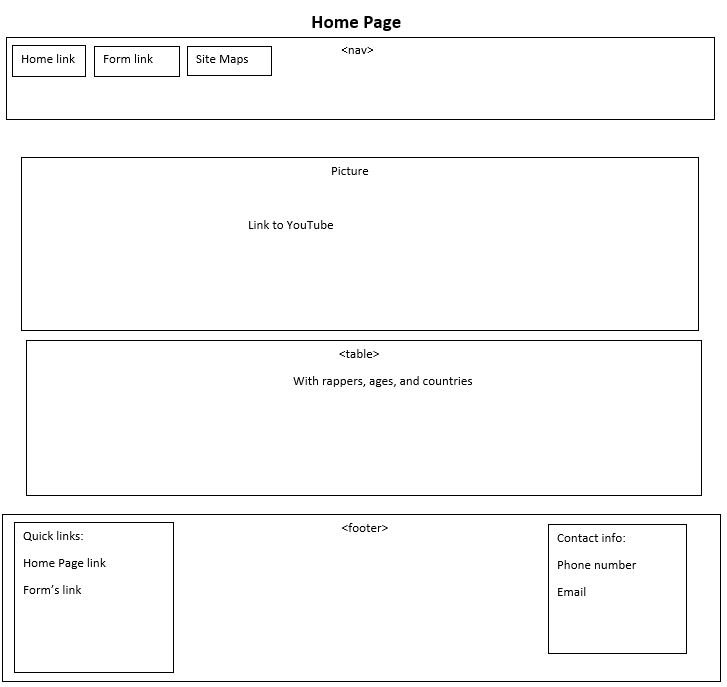 Home Page
<nav>
Home link
Form link
Site Maps
Picture
Link to YouTube
<table>
With rappers, ages, and countries
<footer>
Quick links:
Home Page link
Form’s link
Contact info:
Phone number
Email